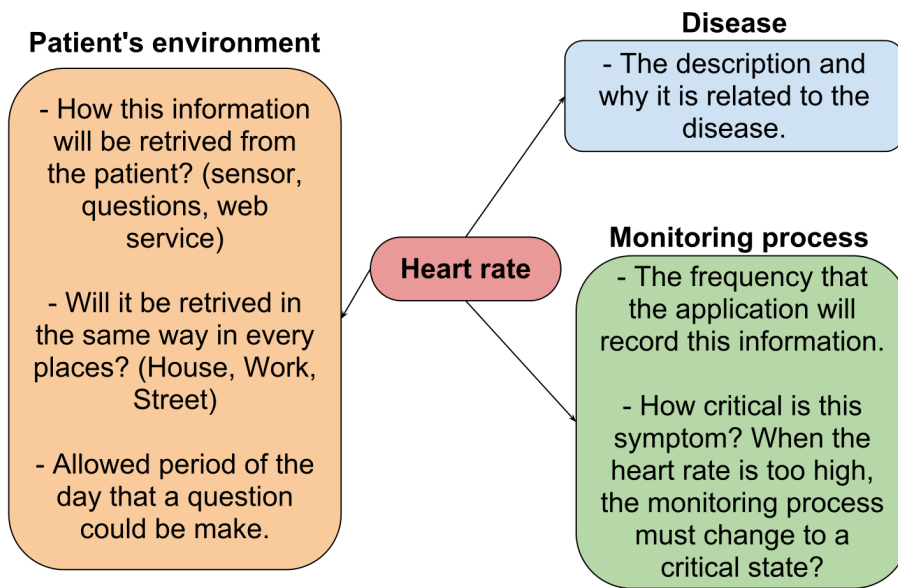 Patient's environment
- How this information
will be retrived from
the patient? (sensor,
questions, web
service)
- Will it be retrived in
the same way in every
places? (House, Work,
Street)
- Allowed period of the
day that a question
could be make.
Heart rate
Disease
- The description and
why it is related to the
disease.
Monitoring process
- The frequency that
the application will
record this information.
- How critical is this
symptom? When the
heart rate is too high,
the monitoring process
must change to a
critical state?